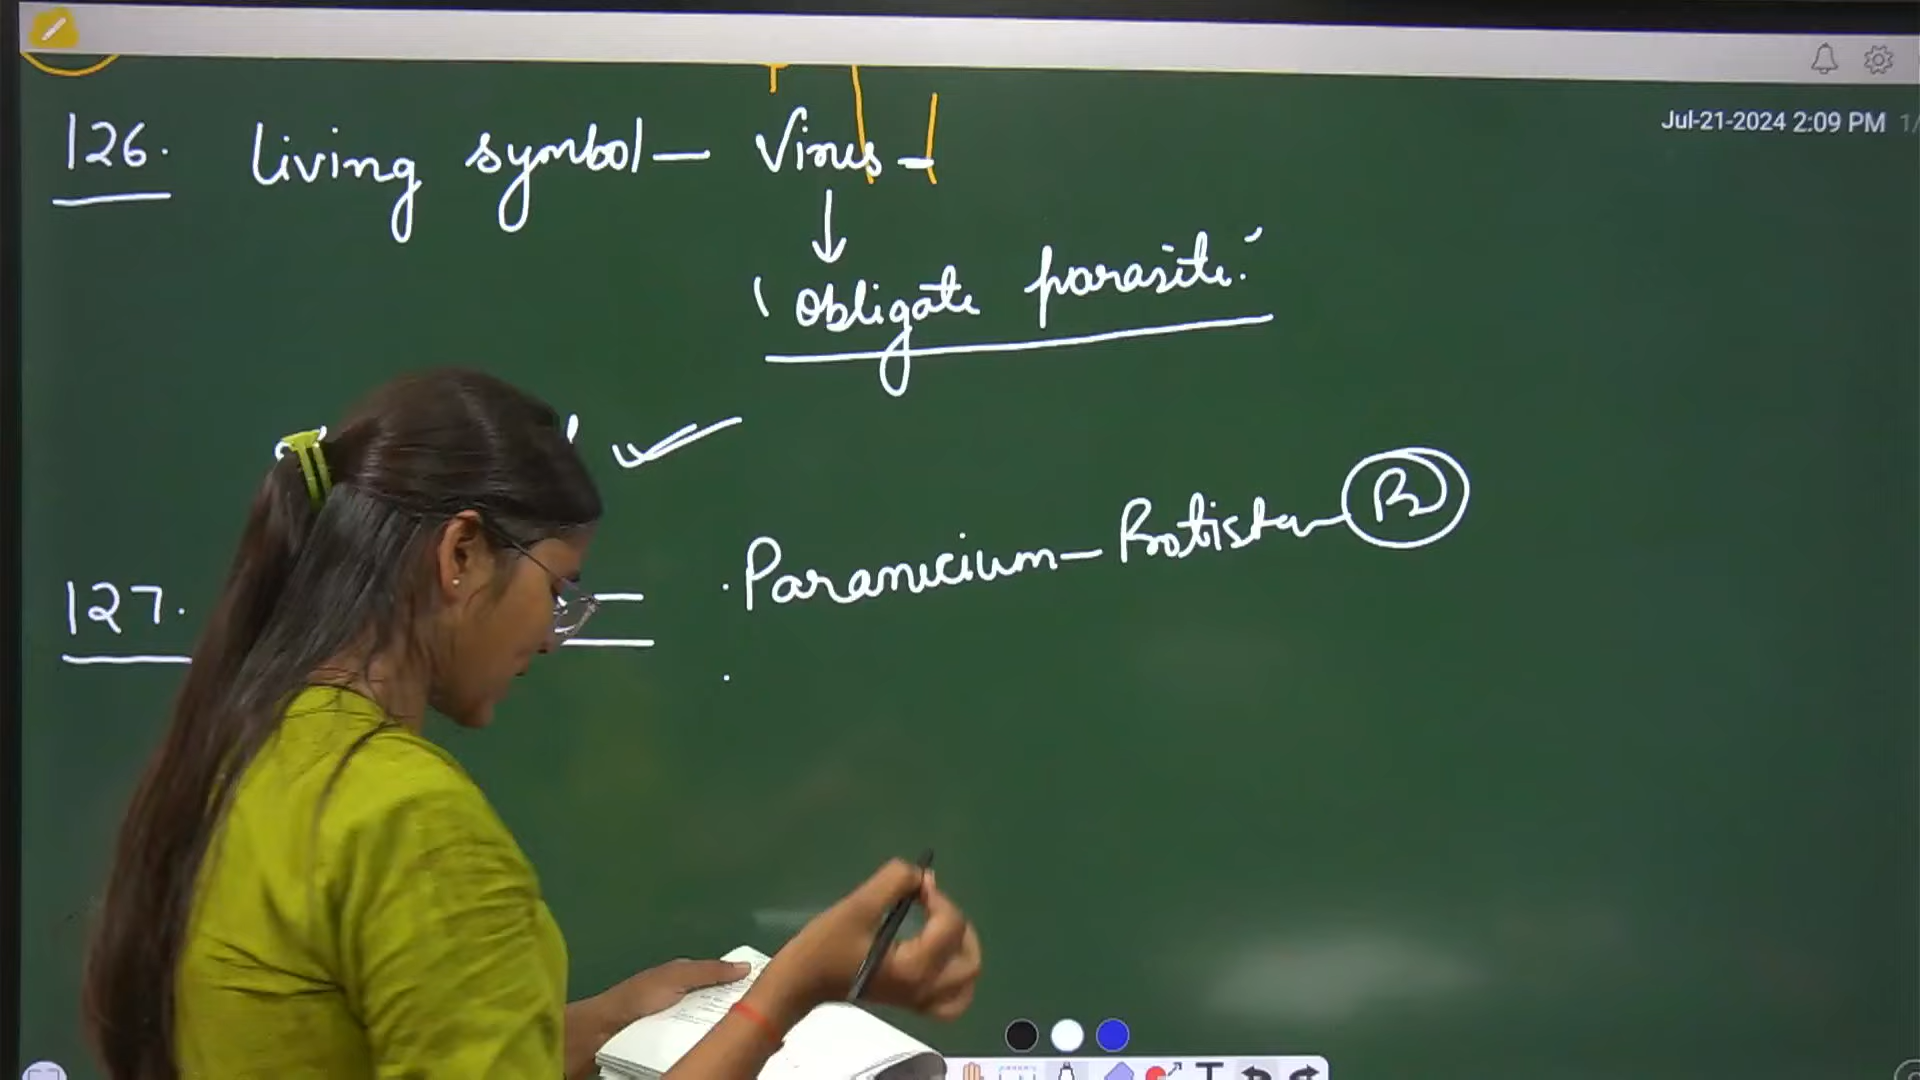 Jul-21-2024 2:09 PM
126. Living symbol – Virus –
'Obligate parasite.'
Paramecium – Protista – B
127.